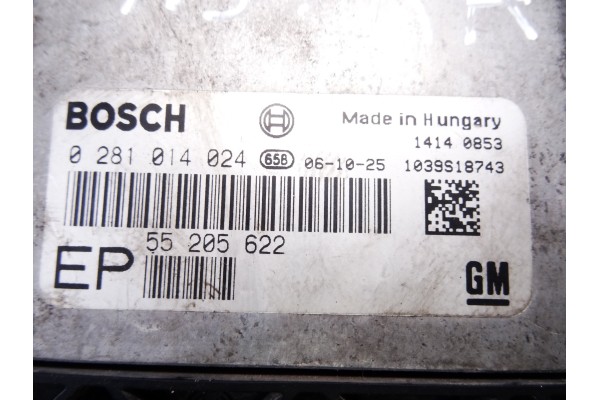 BOSCH Made in Hungary
1414 0853
0 281 014 024 658 06-10-25 1039S18743
55 205 622
EP GM